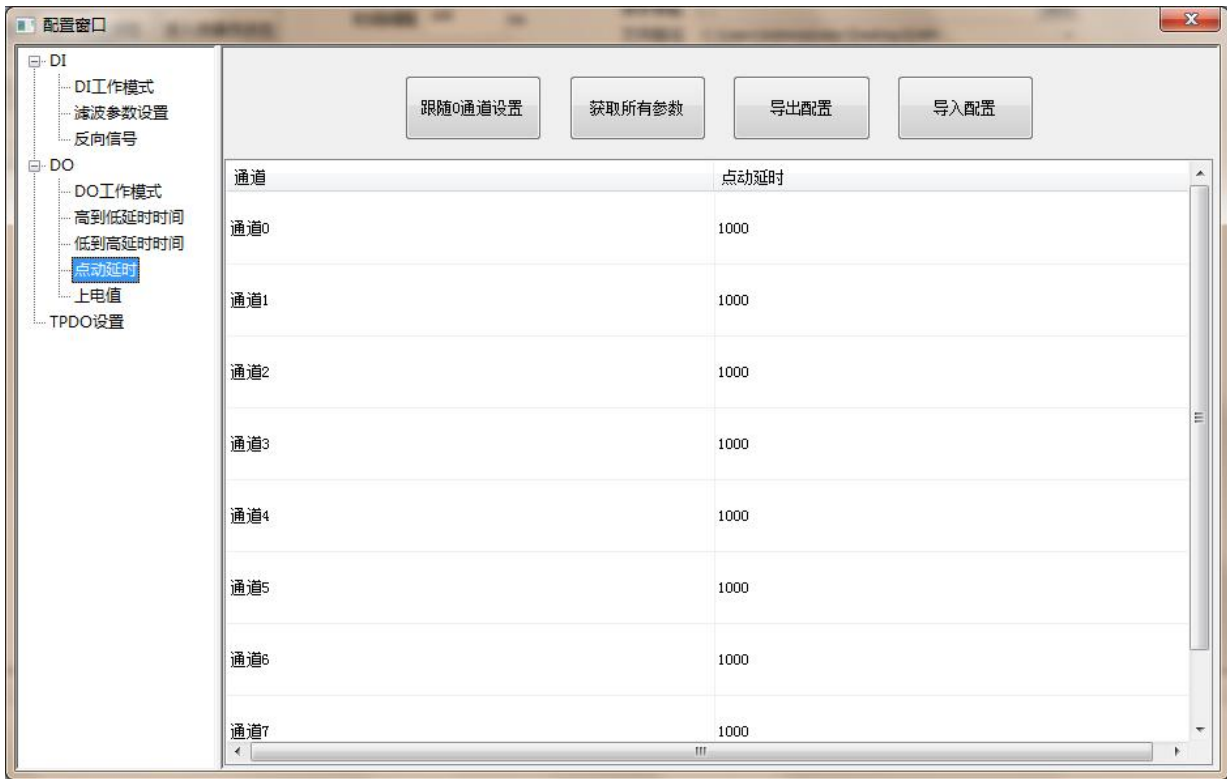 配置窗口
DI
DI工作模式
滤波参数设置
反向信号
DO
DO工作模式
高到低延时时间
低到高延时时间
点动延时
上电值
TPDO设置
跟随0通道设置 获取所有参数 导出配置 导入配置
通道 点动延时
通道0 1000
通道1 1000
通道2 1000
通道3 1000
通道4 1000
通道5 1000
通道6 1000
通道7 1000